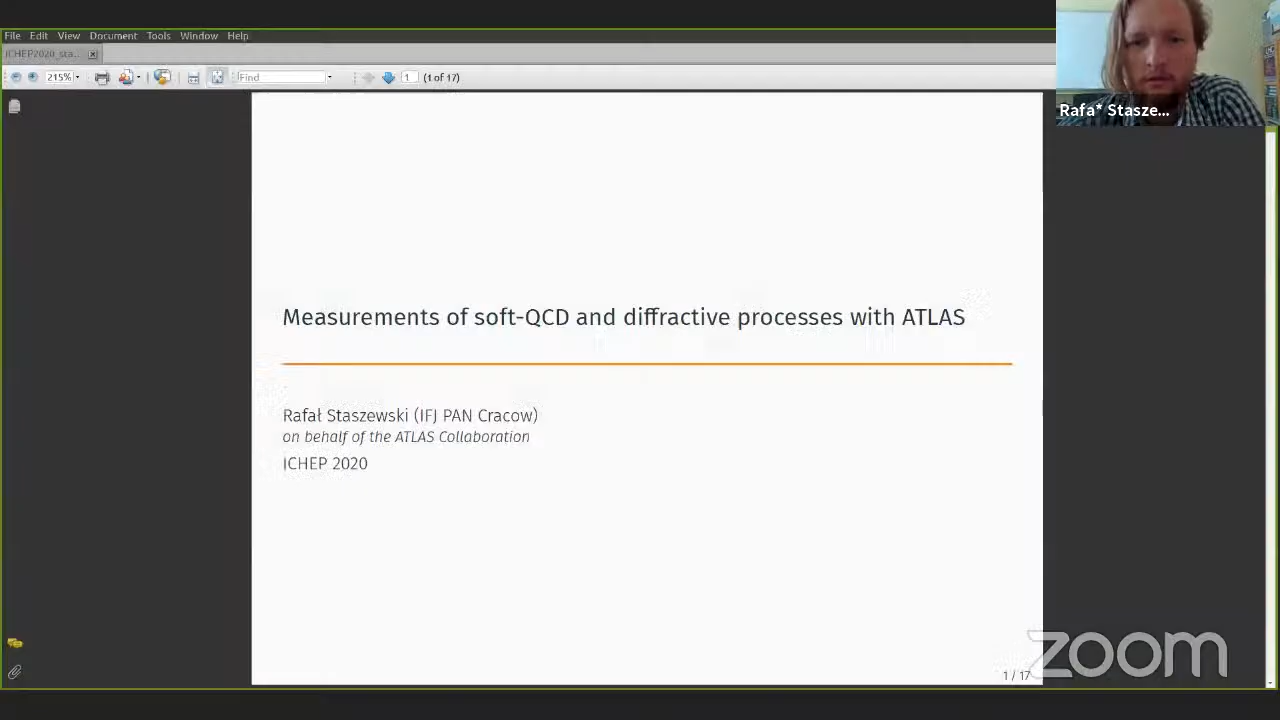 File Edit View Document Tools Window Help
ICHEP2020_sta...
215% Find 1 (1 of 17)
Rafa* Stasze...
Measurements of soft-QCD and diffractive processes with ATLAS
Rafał Staszewski (IFJ PAN Cracow)
on behalf of the ATLAS Collaboration
ICHEP 2020
1 / 17
zoom